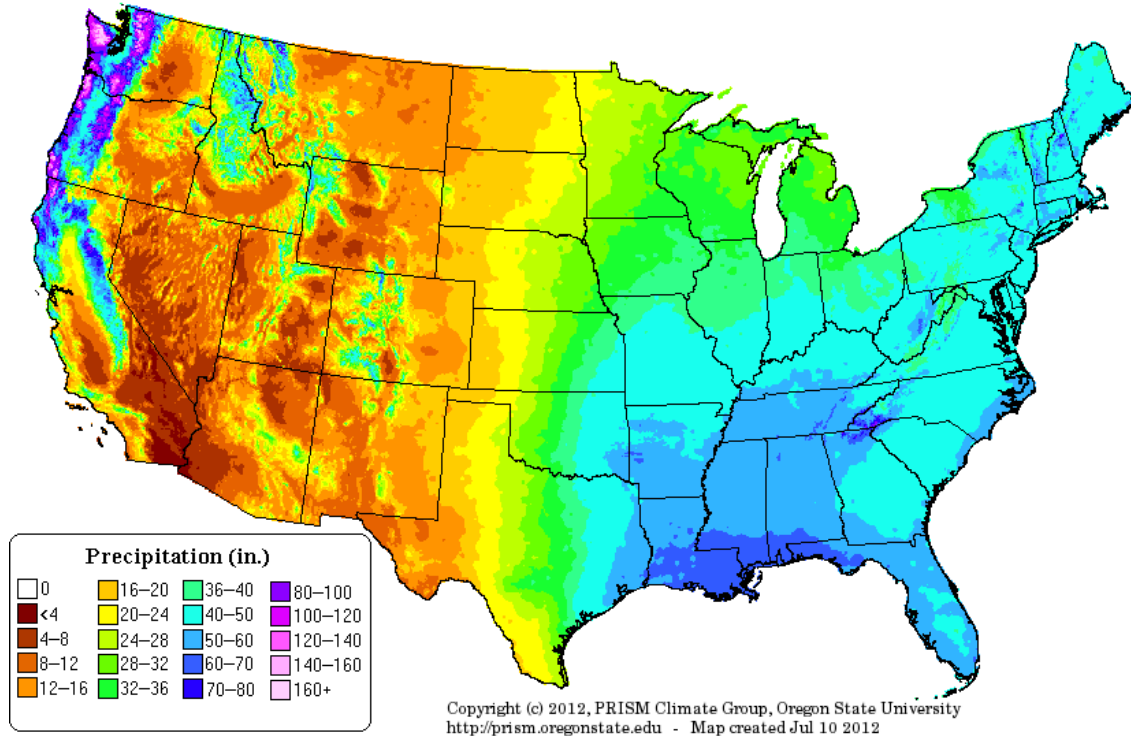 Precipitation (in.)
0 16–20 36–40 80–100
<4 20–24 40–50 100–120
4–8 24–28 50–60 120–140
8–12 28–32 60–70 140–160
12–16 32–36 70–80 160+
Copyright (c) 2012, PRISM Climate Group, Oregon State University
http://prism.oregonstate.edu - Map created Jul 10 2012